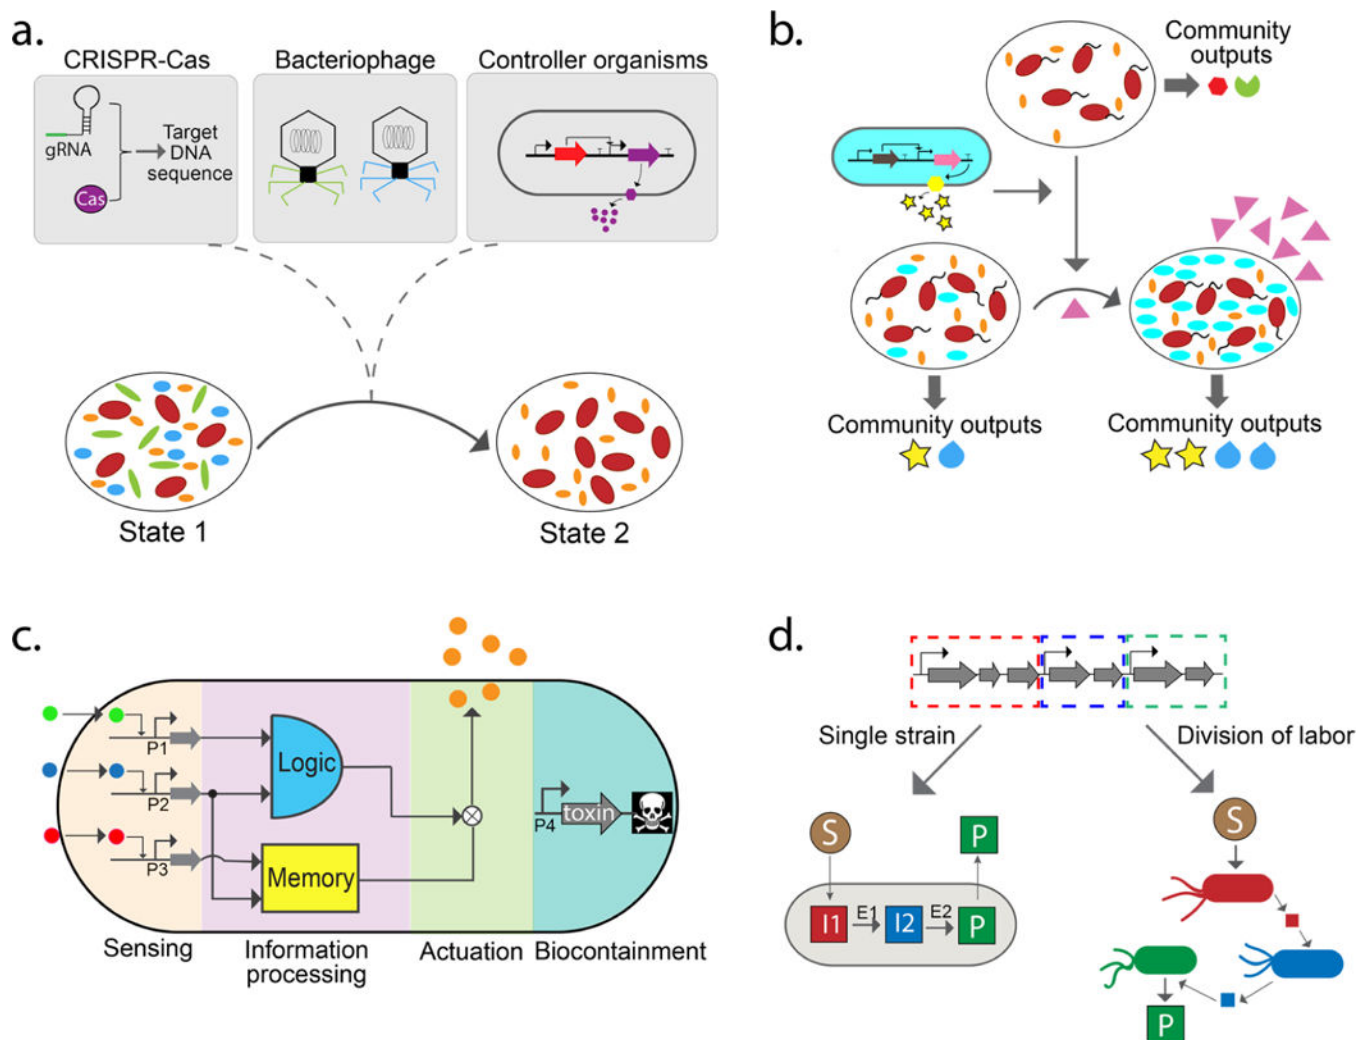 a.
CRISPR-Cas
Bacteriophage
Controller organisms
gRNA
Cas
Target
DNA
sequence
State 1
State 2
b.
Community
outputs
Community outputs
Community outputs
c.
P1
P2
P3
Logic
Memory
P4
toxin
Sensing
Information
processing
Actuation
Biocontainment
d.
Single strain
Division of labor
S
P
I1
E1
I2
E2
P
S
P